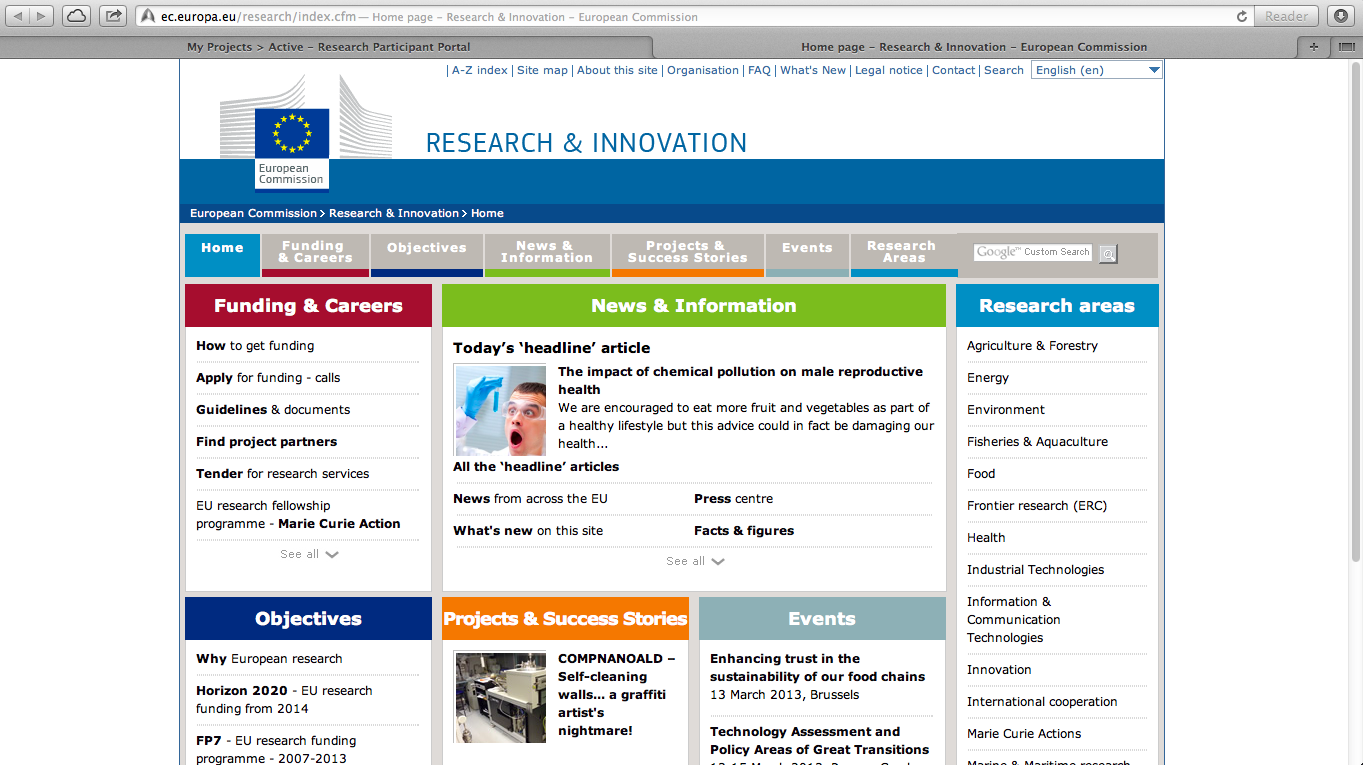 ec.europa.eu/research/index.cfm — Home page – Research & Innovation – European Commission
Reader
My Projects > Active – Research Participant Portal
Home page – Research & Innovation – European Commission
| A-Z index | Site map | About this site | Organisation | FAQ | What's New | Legal notice | Contact | Search
English (en)
European
Commission
RESEARCH & INNOVATION
European Commission > Research & Innovation > Home
Home
Funding
& Careers
Objectives
News &
Information
Projects &
Success Stories
Events
Research
Areas
Google™ Custom Search
Funding & Careers
How to get funding
Apply for funding - calls
Guidelines & documents
Find project partners
Tender for research services
EU research fellowship
programme - Marie Curie Action
See all
News & Information
Today’s ‘headline’ article
The impact of chemical pollution on male reproductive
health
We are encouraged to eat more fruit and vegetables as part of
a healthy lifestyle but this advice could in fact be damaging our
health...
All the ‘headline’ articles
News from across the EU
Press centre
What's new on this site
Facts & figures
See all
Research areas
Agriculture & Forestry
Energy
Environment
Fisheries & Aquaculture
Food
Frontier research (ERC)
Health
Industrial Technologies
Information &
Communication
Technologies
Innovation
International cooperation
Marie Curie Actions
Marine & Maritime research
Objectives
Why European research
Horizon 2020 - EU research
funding from 2014
FP7 - EU research funding
programme - 2007-2013
Projects & Success Stories
COMPNANOALD –
Self-cleaning
walls... a graffiti
artist's
nightmare!
Events
Enhancing trust in the
sustainability of our food chains
13 March 2013, Brussels
Technology Assessment and
Policy Areas of Great Transitions